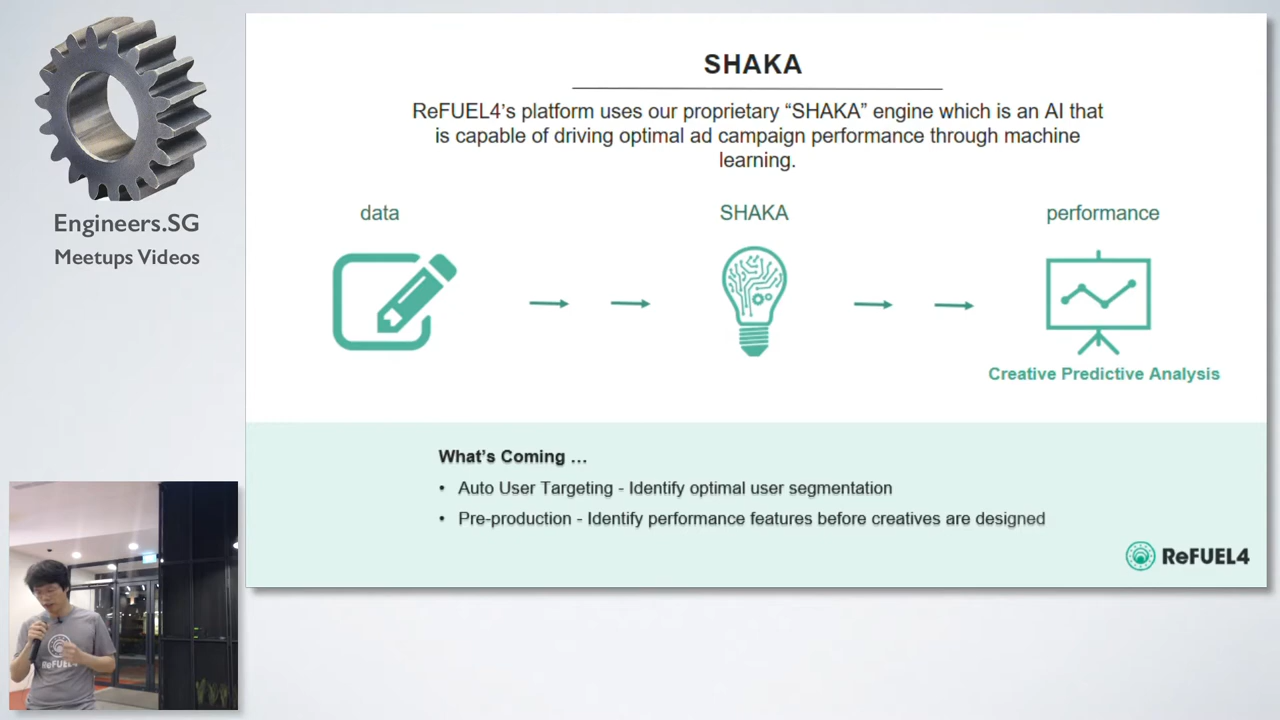 Engineers.SG
Meetups Videos
SHAKA
ReFUEL4's platform uses our proprietary “SHAKA” engine which is an AI that
is capable of driving optimal ad campaign performance through machine
learning.
data
SHAKA
performance
Creative Predictive Analysis
What's Coming …
• Auto User Targeting - Identify optimal user segmentation
• Pre-production - Identify performance features before creatives are designed
ReFUEL4
ReFUEL4